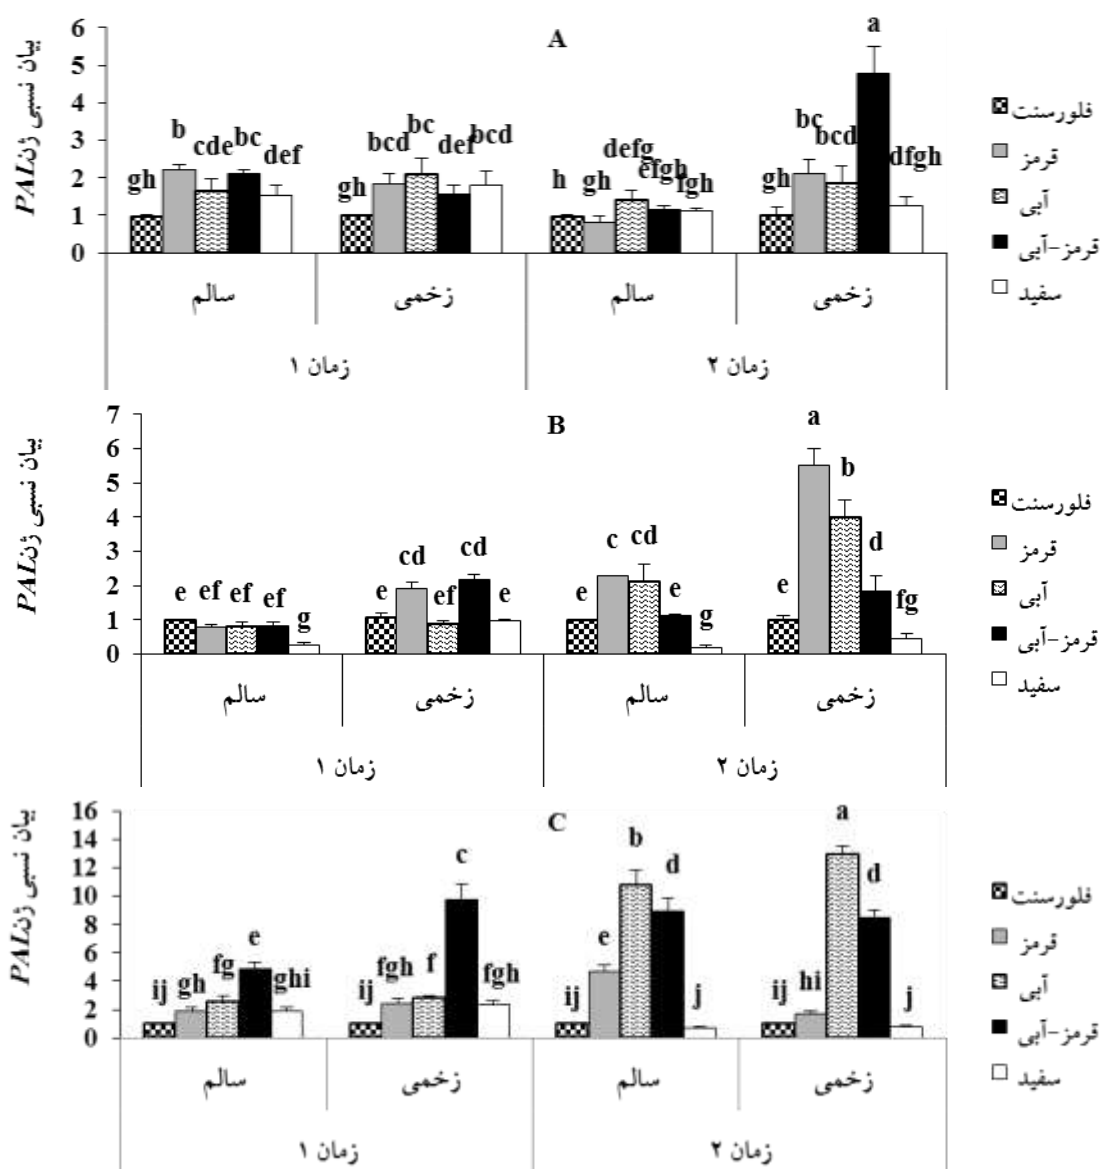 A
بیان نسبی ژن PAL
6
5
4
3
2
1
0
gh b cde bc def
gh bcd bc def bcd
h gh defg efgh fgh
gh bc bcd a dfgh
سالم زخمی سالم زخمی
زمان ۱ زمان ۲
فلورسنت
قرمز
آبی
قرمز-آبی
سفید
B
بیان نسبی ژن PAL
7
6
5
4
3
2
1
0
e ef ef ef g
e cd ef cd e
e c cd e g
e a b d fg
سالم زخمی سالم زخمی
زمان ۱ زمان ۲
فلورسنت
قرمز
آبی
قرمز-آبی
سفید
C
بیان نسبی ژن PAL
16
14
12
10
8
6
4
2
0
ij gh fg e ghi
ij fgh f c fgh
ij e b d j
ij hi a d j
سالم زخمی سالم زخمی
زمان ۱ زمان ۲
فلورسنت
قرمز
آبی
قرمز-آبی
سفید